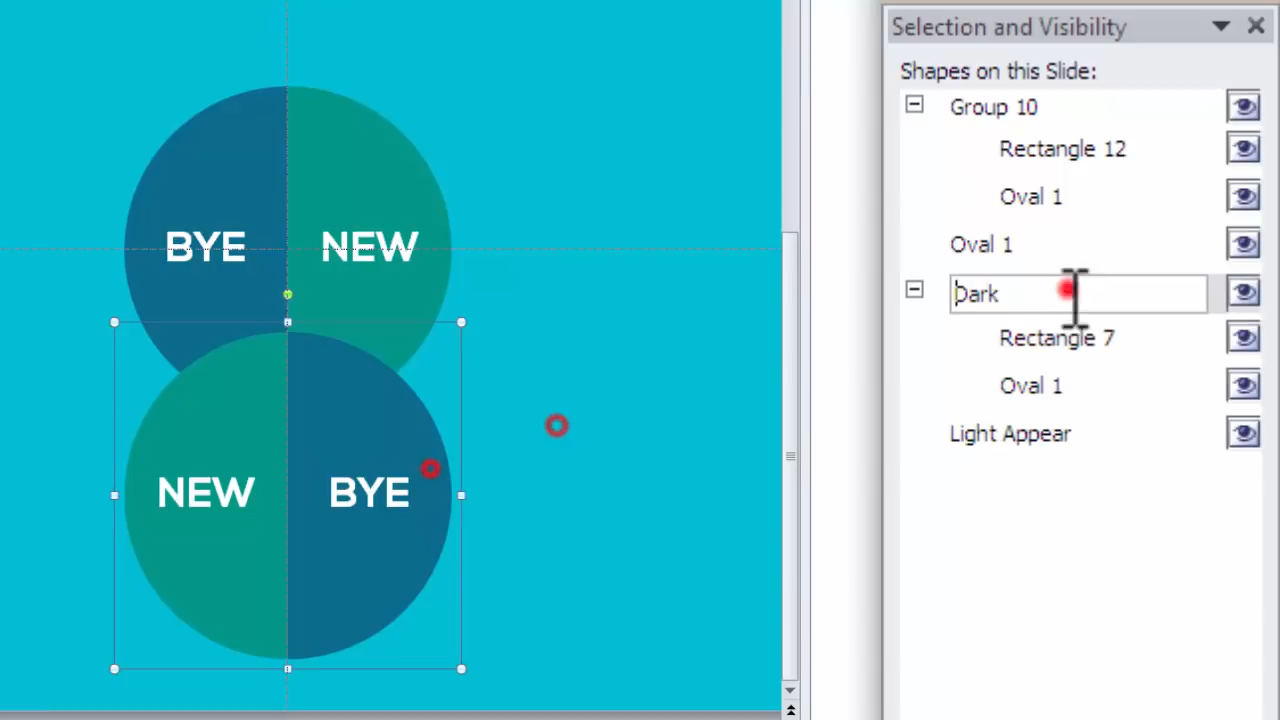 Selection and Visibility
Shapes on this Slide:
Group 10
Rectangle 12
Oval 1
Oval 1
Dark
Rectangle 7
Oval 1
Light Appear
BYE NEW
NEW BYE